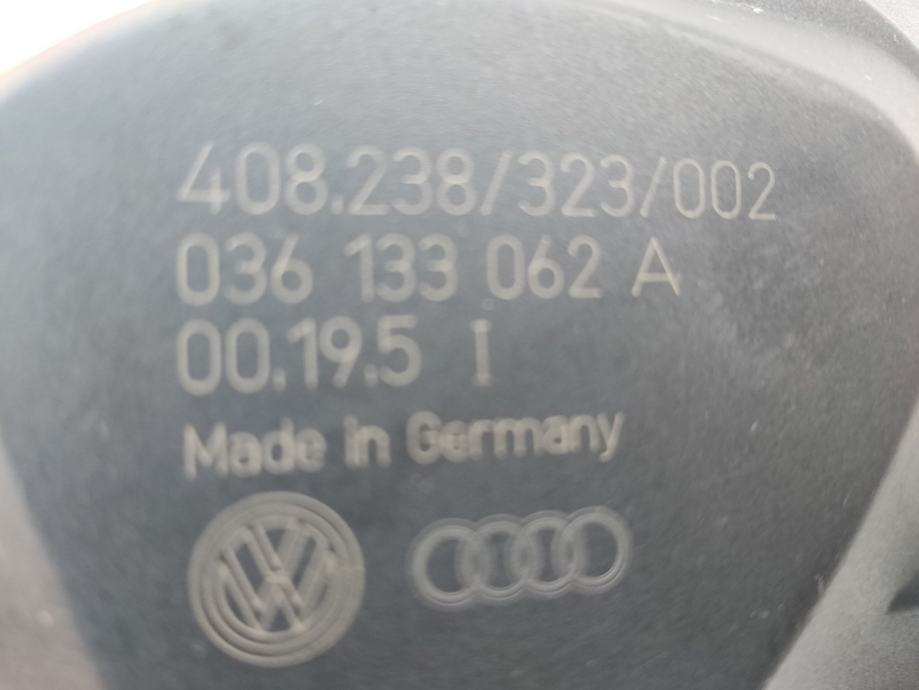 408.238/323/002
036 133 062 A
00.19.5 I
Made in Germany